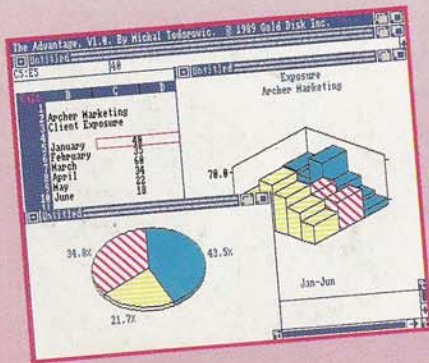 The Advantage, V1.0. By Michal Todorovic. © 1989 Gold Disk Inc.
Untitled
C5:E5 40
B C D
Archer Marketing
Client Exposure
January 40
February 35
March 60
April 34
May 22
June 18
Untitled
Exposure
Archer Marketing
70.0
Jan-Jun
Untitled
34.8%
43.5%
21.7%